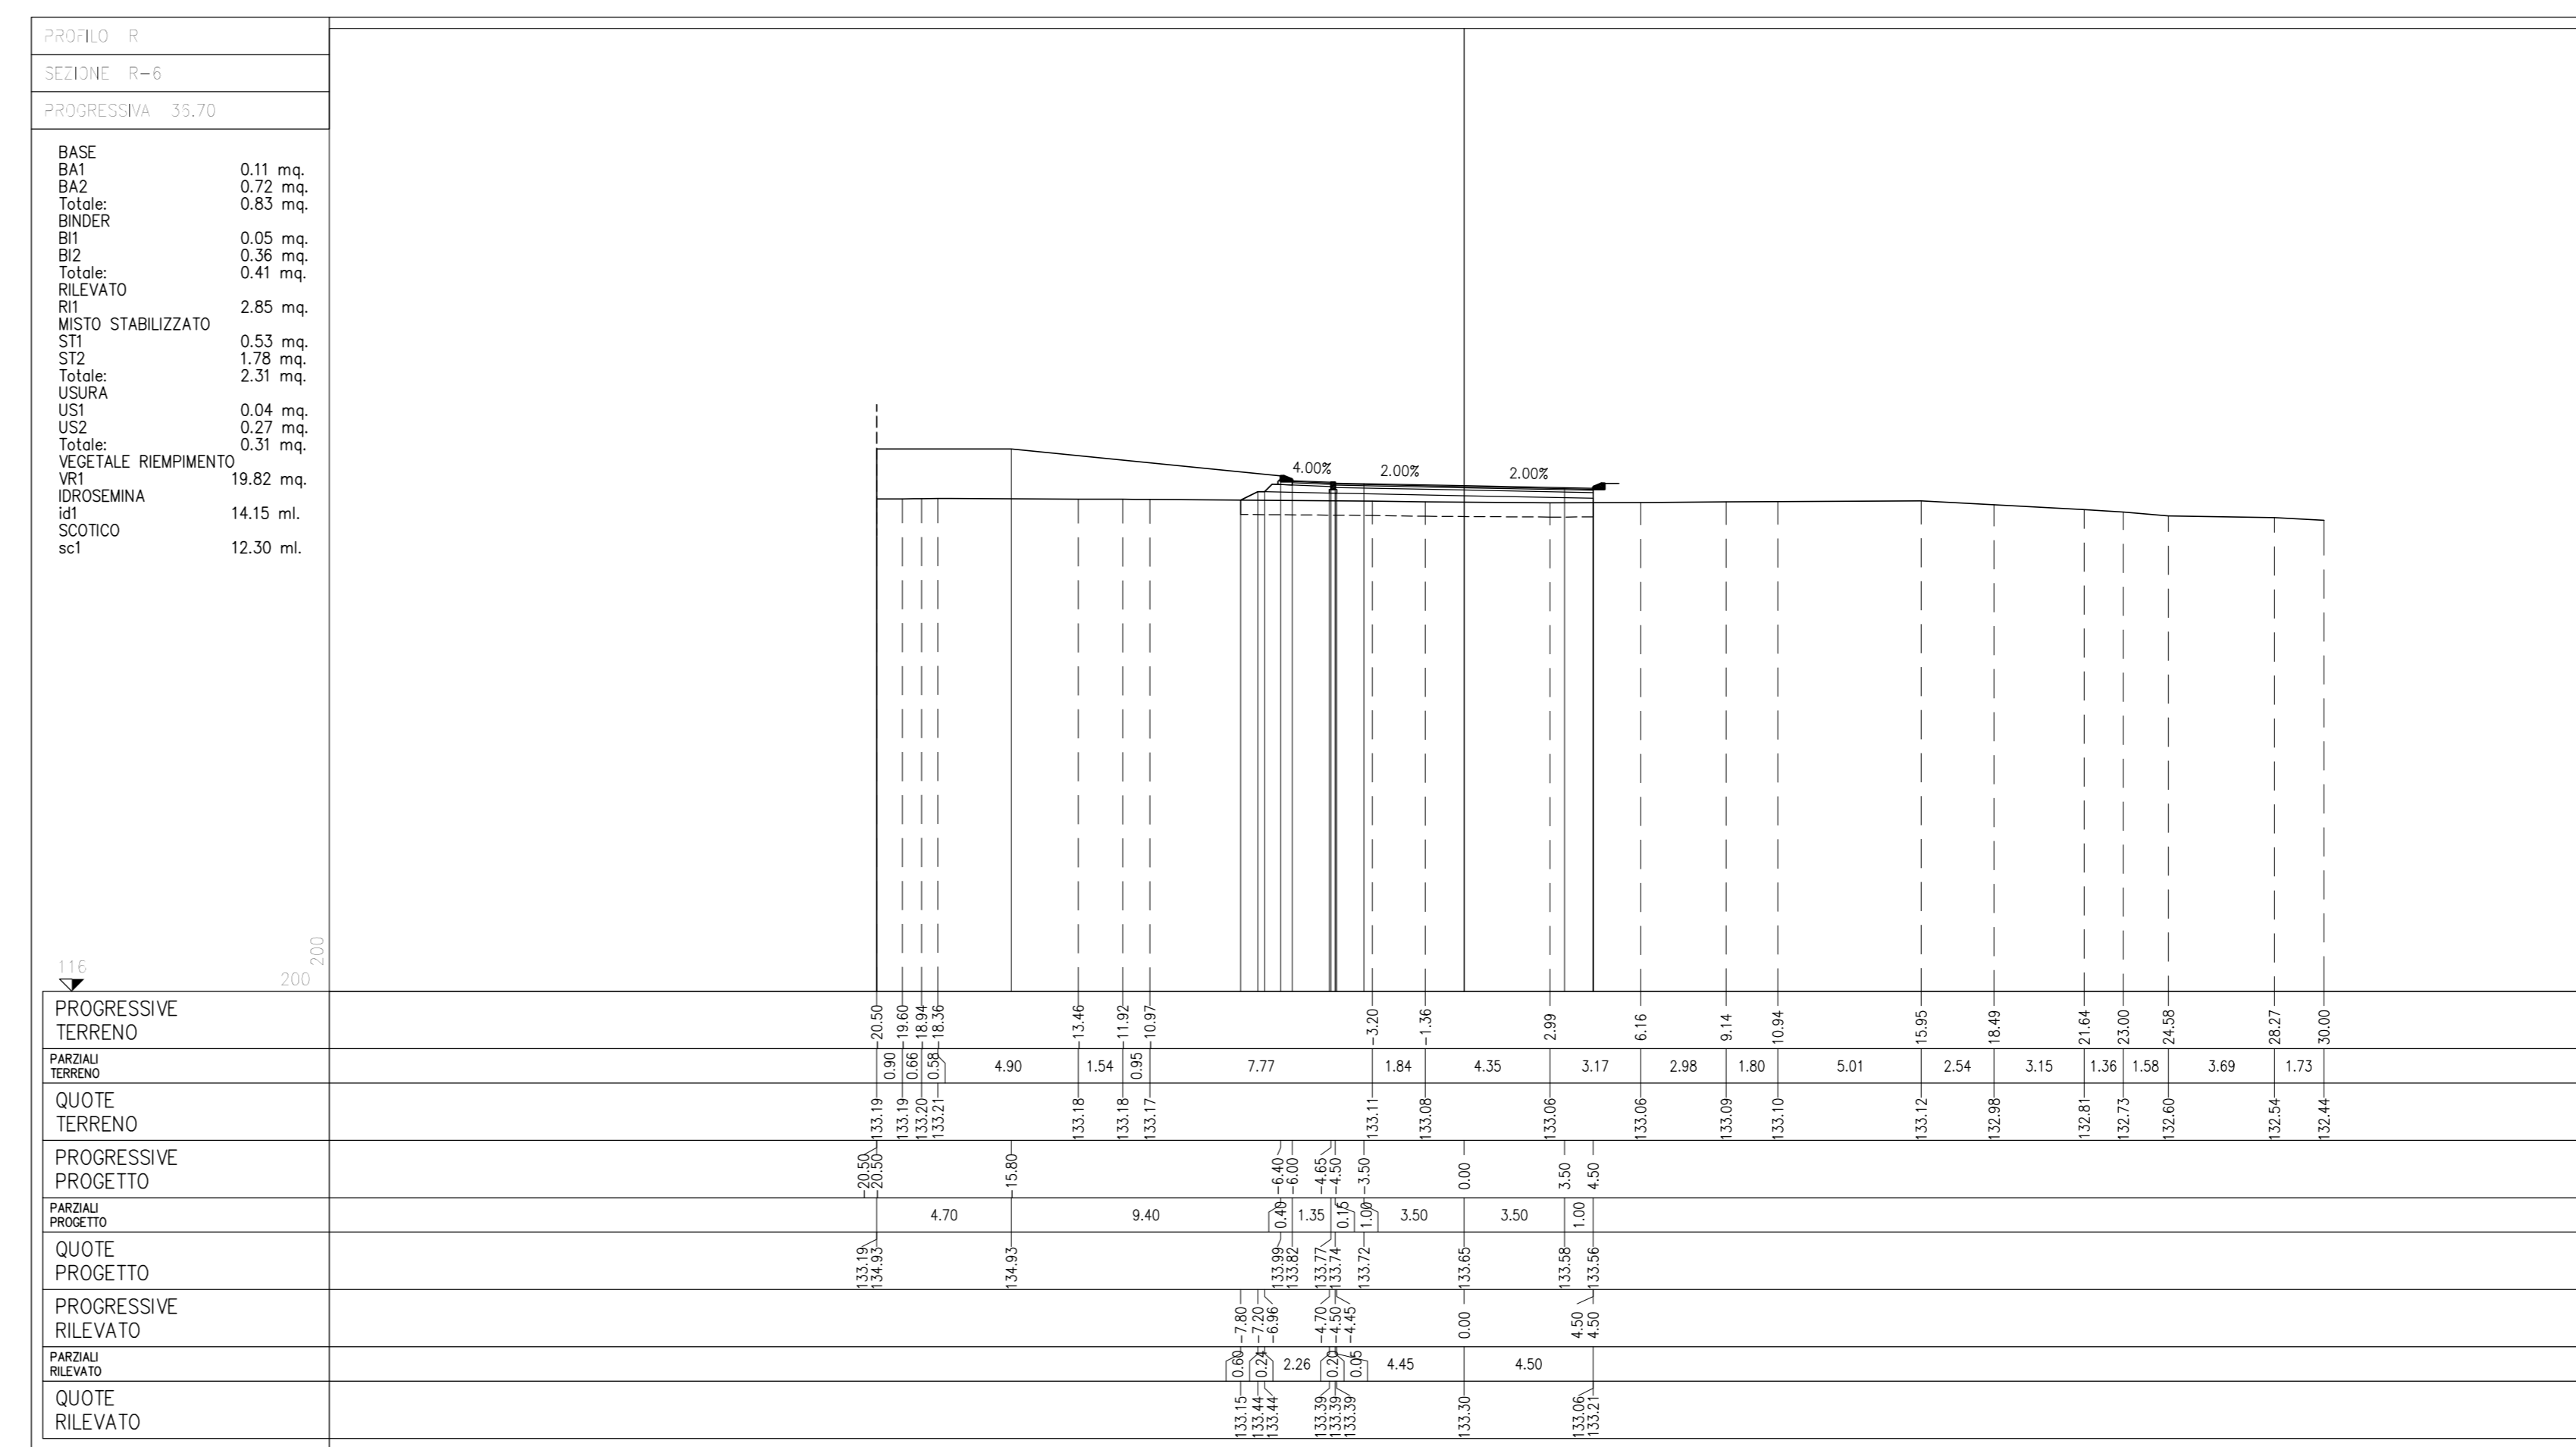 PROFILO R
SEZIONE R-6
PROGRESSIVA 36.70
BASE
BA1 0.11 mq.
BA2 0.72 mq.
Totale: 0.83 mq.
BINDER
BI1 0.05 mq.
BI2 0.36 mq.
Totale: 0.41 mq.
RILEVATO
RI1 2.85 mq.
MISTO STABILIZZATO
ST1 0.53 mq.
ST2 1.78 mq.
Totale: 2.31 mq.
USURA
US1 0.04 mq.
US2 0.27 mq.
Totale: 0.31 mq.
VEGETALE RIEMPIMENTO
VR1 19.82 mq.
IDROSEMINA
id1 14.15 ml.
SCOTICO
sc1 12.30 ml.
4.00% 2.00% 2.00%
116 200 200
PROGRESSIVE TERRENO -20.50 -19.60 -18.94 -18.36 -13.46 -11.92 -10.97 -3.20 -1.36 2.99 6.16 9.14 10.94 15.95 18.49 21.64 23.00 24.58 28.27 30.00
PARZIALI TERRENO 0.90 0.66 0.58 4.90 1.54 0.95 7.77 1.84 4.35 3.17 2.98 1.80 5.01 2.54 3.15 1.36 1.58 3.69 1.73
QUOTE TERRENO 133.19 133.19 133.20 133.21 133.18 133.18 133.17 133.11 133.08 133.06 133.06 133.09 133.10 133.12 132.98 132.81 132.73 132.60 132.54 132.44
PROGRESSIVE PROGETTO -20.50 -20.50 -15.80 -6.40 -6.00 -4.65 -4.50 -3.50 0.00 3.50 4.50
PARZIALI PROGETTO 4.70 9.40 0.40 1.35 0.15 1.00 3.50 3.50 1.00
QUOTE PROGETTO 133.19 134.93 134.93 133.99 133.82 133.77 133.74 133.72 133.65 133.58 133.56
PROGRESSIVE RILEVATO -7.80 -7.20 -6.96 -4.70 -4.50 -4.45 0.00 4.50 4.50
PARZIALI RILEVATO 0.60 0.24 2.26 0.20 0.05 4.45 4.50
QUOTE RILEVATO 133.15 133.44 133.44 133.39 133.39 133.39 133.30 133.06 133.21